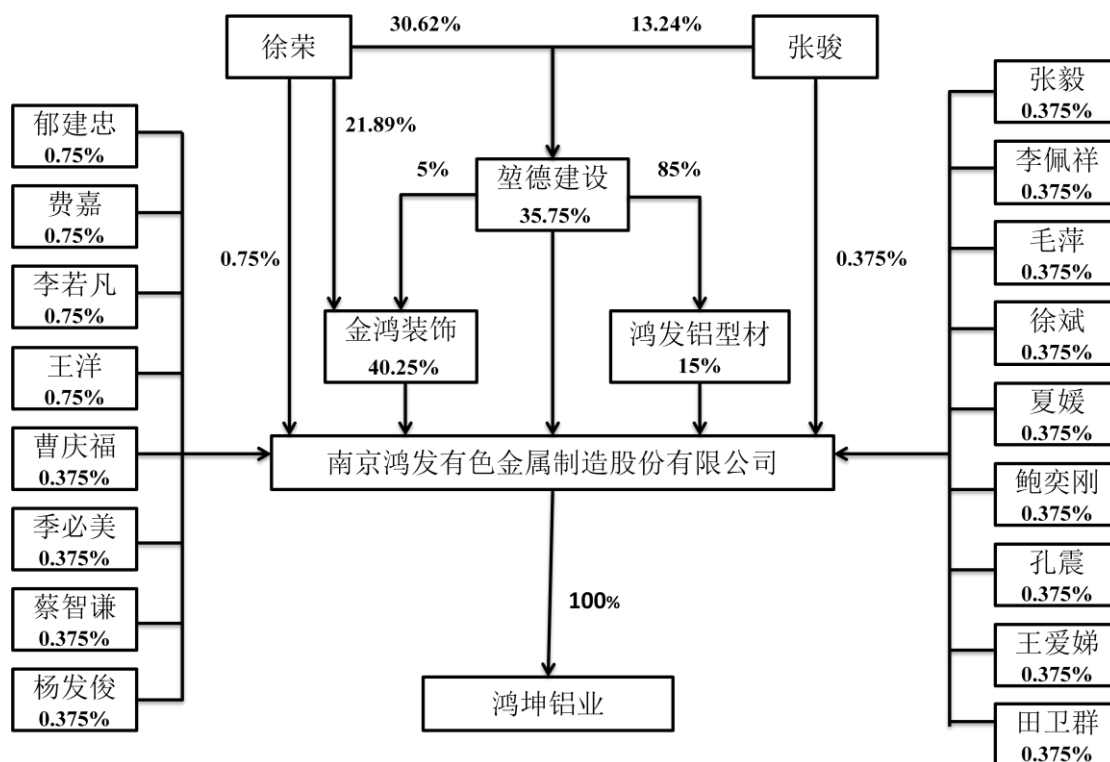 徐荣
30.62%
13.24%
张骏
21.89%
郁建忠
0.75%
费嘉
0.75%
李若凡
0.75%
王洋
0.75%
曹庆福
0.375%
季必美
0.375%
蔡智谦
0.375%
杨发俊
0.375%
5%
堃德建设
35.75%
85%
0.75%
0.375%
金鸿装饰
40.25%
鸿发铝型材
15%
南京鸿发有色金属制造股份有限公司
100%
鸿坤铝业
张毅
0.375%
李佩祥
0.375%
毛萍
0.375%
徐斌
0.375%
夏媛
0.375%
鲍奕刚
0.375%
孔震
0.375%
王爱娣
0.375%
田卫群
0.375%